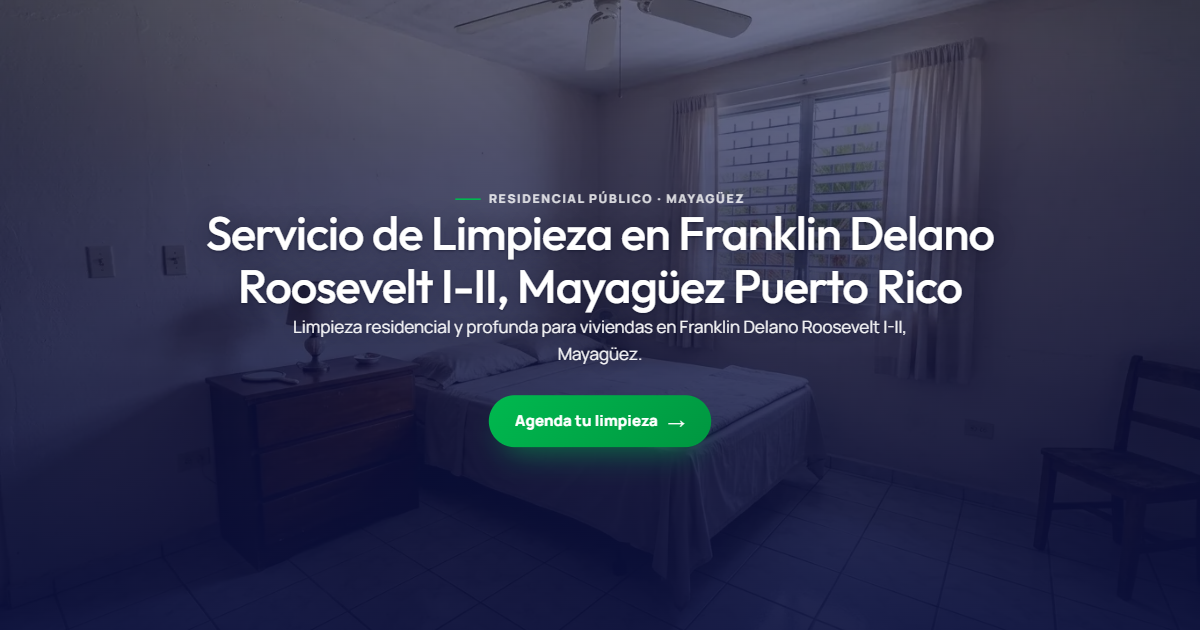 RESIDENCIAL PÚBLICO · MAYAGÜEZ
Servicio de Limpieza en Franklin Delano
Roosevelt I-II, Mayagüez Puerto Rico
Limpieza residencial y profunda para viviendas en Franklin Delano Roosevelt I-II,
Mayagüez.
Agenda tu limpieza →